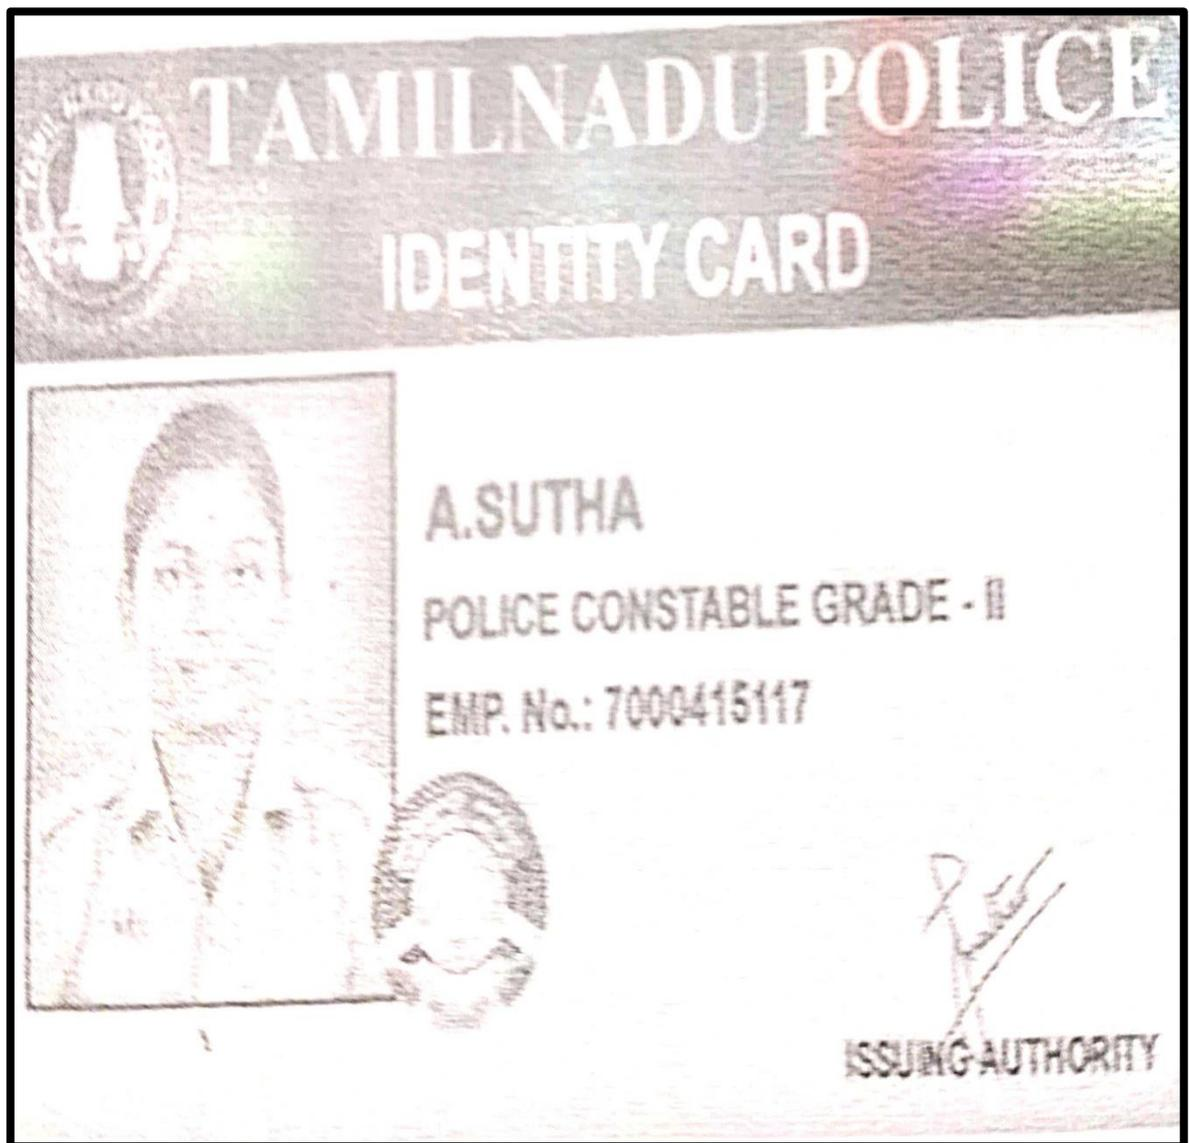 TAMILNADU POLICE
IDENTITY CARD
A.SUTHA
POLICE CONSTABLE GRADE - II
EMP. No.: 7000415117
ISSUING AUTHORITY